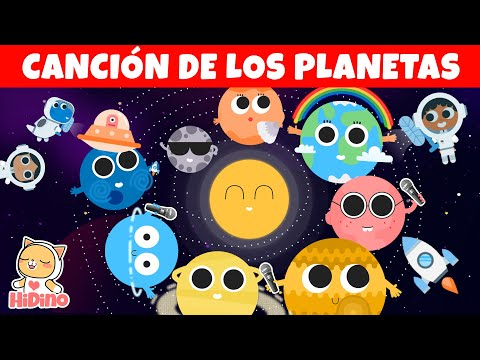 CANCIÓN DE LOS PLANETAS
HiDino